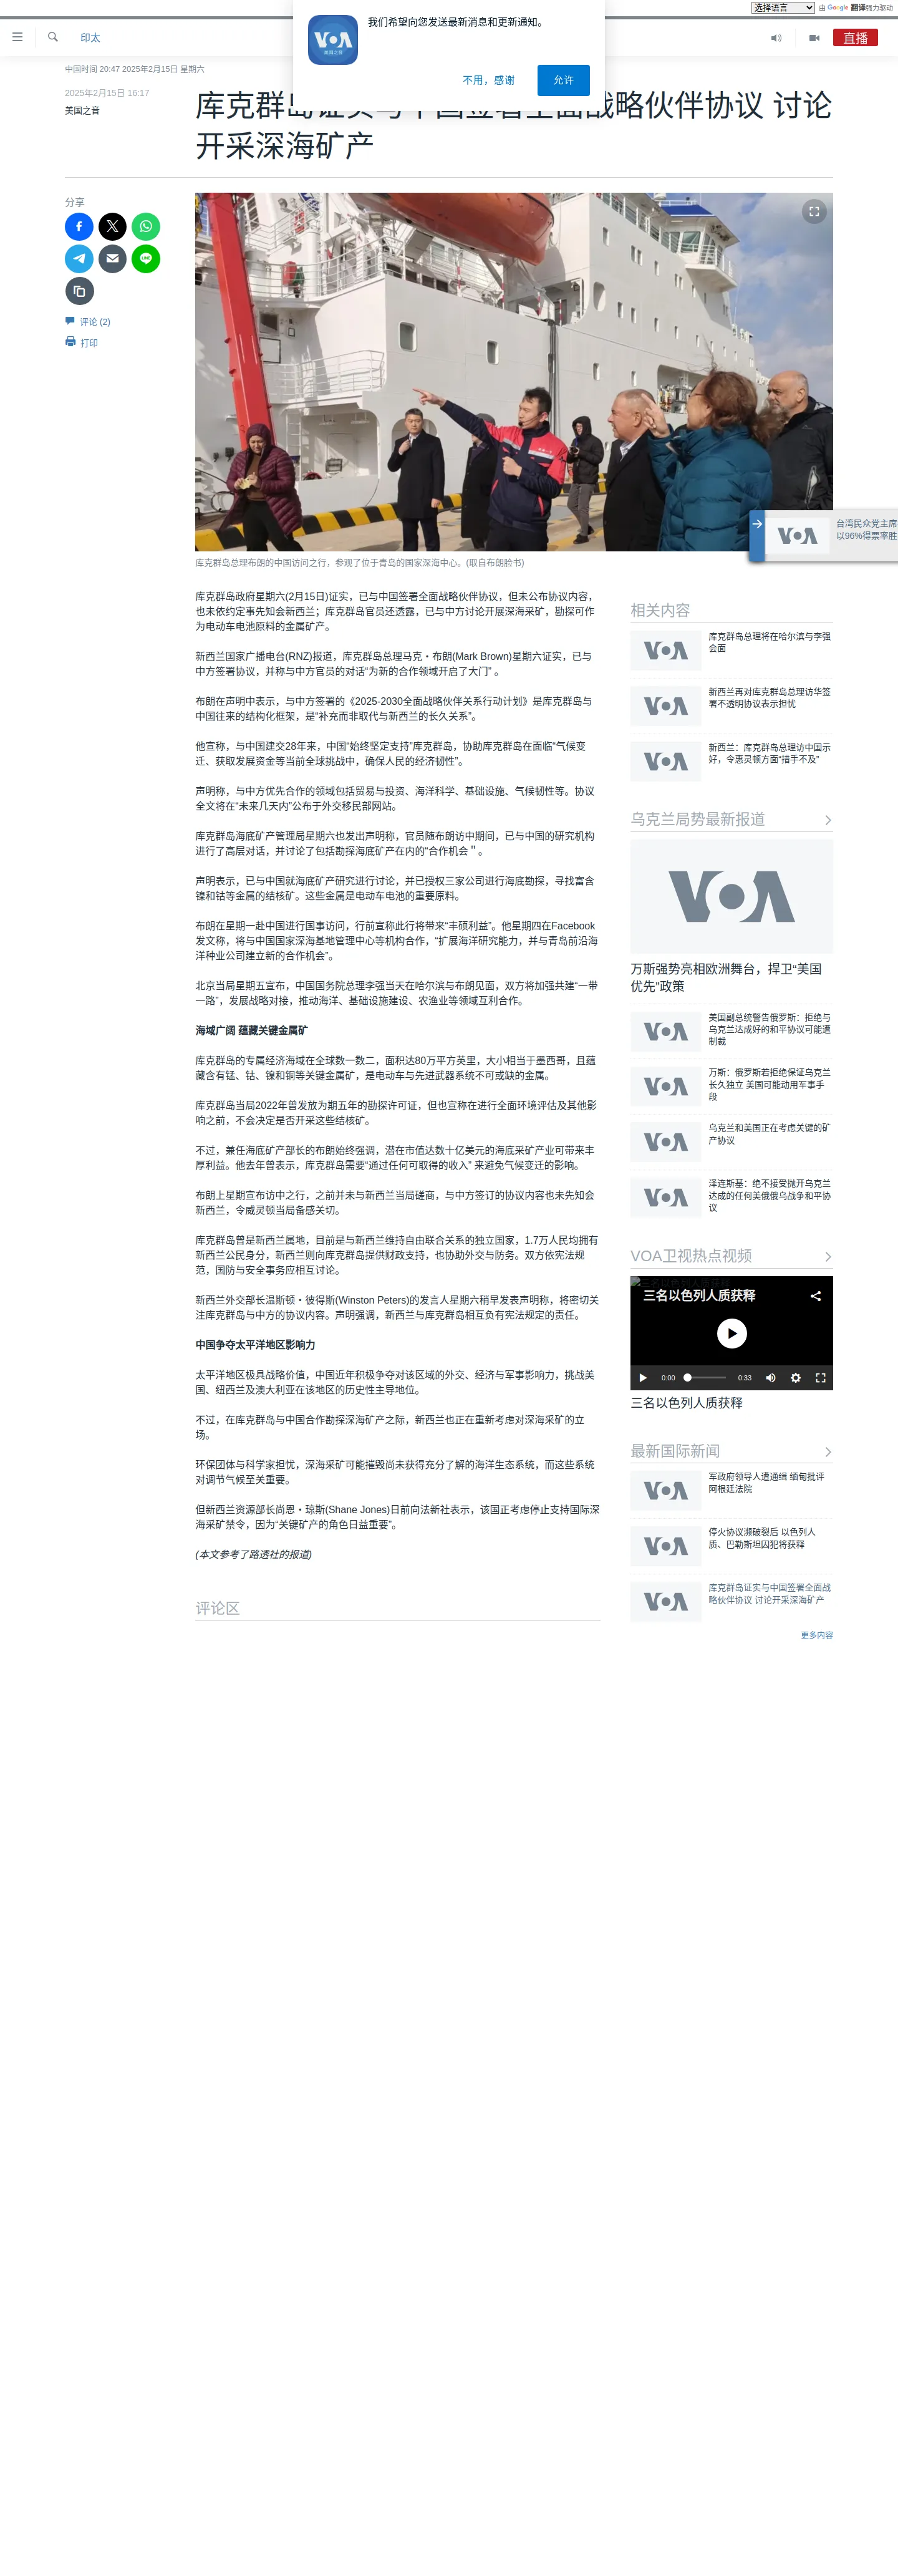 选择语言
由 Google 翻译强力驱动
我们希望向您发送最新消息和更新通知。
不用，感谢
允许
VOA
美国之音
印太
直播
中国时间 20:47 2025年2月15日 星期六
2025年2月15日 16:17
美国之音
库克群岛证实与中国签署全面战略伙伴协议 讨论
开采深海矿产
分享
评论 (2)
打印
库克群岛总理布朗的中国访问之行，参观了位于青岛的国家深海中心。(取自布朗脸书)
VOA
台湾民众党主席
以96%得票率胜
库克群岛政府星期六(2月15日)证实，已与中国签署全面战略伙伴协议，但未公布协议内容，
也未依约定事先知会新西兰；库克群岛官员还透露，已与中方讨论开展深海采矿，勘探可作
为电动车电池原料的金属矿产。
新西兰国家广播电台(RNZ)报道，库克群岛总理马克・布朗(Mark Brown)星期六证实，已与
中方签署协议，并称与中方官员的对话“为新的合作领域开启了大门” 。
布朗在声明中表示，与中方签署的《2025-2030全面战略伙伴关系行动计划》是库克群岛与
中国往来的结构化框架，是“补充而非取代与新西兰的长久关系”。
他宣称，与中国建交28年来，中国“始终坚定支持”库克群岛，协助库克群岛在面临“气候变
迁、获取发展资金等当前全球挑战中，确保人民的经济韧性”。
声明称，与中方优先合作的领域包括贸易与投资、海洋科学、基础设施、气候韧性等。协议
全文将在“未来几天内”公布于外交移民部网站。
库克群岛海底矿产管理局星期六也发出声明称，官员随布朗访中期间，已与中国的研究机构
进行了高层对话，并讨论了包括勘探海底矿产在内的“合作机会＂。
声明表示，已与中国就海底矿产研究进行讨论，并已授权三家公司进行海底勘探，寻找富含
镍和钴等金属的结核矿。这些金属是电动车电池的重要原料。
布朗在星期一赴中国进行国事访问，行前宣称此行将带来“丰硕利益”。他星期四在Facebook
发文称，将与中国国家深海基地管理中心等机构合作，“扩展海洋研究能力，并与青岛前沿海
洋种业公司建立新的合作机会”。
北京当局星期五宣布，中国国务院总理李强当天在哈尔滨与布朗见面，双方将加强共建“一带
一路”，发展战略对接，推动海洋、基础设施建设、农渔业等领域互利合作。
海域广阔 蕴藏关键金属矿
库克群岛的专属经济海域在全球数一数二，面积达80万平方英里，大小相当于墨西哥，且蕴
藏含有锰、钴、镍和铜等关键金属矿，是电动车与先进武器系统不可或缺的金属。
库克群岛当局2022年曾发放为期五年的勘探许可证，但也宣称在进行全面环境评估及其他影
响之前，不会决定是否开采这些结核矿。
不过，兼任海底矿产部长的布朗始终强调，潜在市值达数十亿美元的海底采矿产业可带来丰
厚利益。他去年曾表示，库克群岛需要“通过任何可取得的收入” 来避免气候变迁的影响。
布朗上星期宣布访中之行，之前并未与新西兰当局磋商，与中方签订的协议内容也未先知会
新西兰，令威灵顿当局备感关切。
库克群岛曾是新西兰属地，目前是与新西兰维持自由联合关系的独立国家，1.7万人民均拥有
新西兰公民身分，新西兰则向库克群岛提供财政支持，也协助外交与防务。双方依宪法规
范，国防与安全事务应相互讨论。
新西兰外交部长温斯顿・彼得斯(Winston Peters)的发言人星期六稍早发表声明称，将密切关
注库克群岛与中方的协议内容。声明强调，新西兰与库克群岛相互负有宪法规定的责任。
中国争夺太平洋地区影响力
太平洋地区极具战略价值，中国近年积极争夺对该区域的外交、经济与军事影响力，挑战美
国、纽西兰及澳大利亚在该地区的历史性主导地位。
不过，在库克群岛与中国合作勘探深海矿产之际，新西兰也正在重新考虑对深海采矿的立
场。
环保团体与科学家担忧，深海采矿可能摧毁尚未获得充分了解的海洋生态系统，而这些系统
对调节气候至关重要。
但新西兰资源部长尚恩・琼斯(Shane Jones)日前向法新社表示，该国正考虑停止支持国际深
海采矿禁令，因为“关键矿产的角色日益重要”。
(本文参考了路透社的报道)
评论区
相关内容
VOA
库克群岛总理将在哈尔滨与李强
会面
VOA
新西兰再对库克群岛总理访华签
署不透明协议表示担忧
VOA
新西兰：库克群岛总理访中国示
好，令惠灵顿方面“措手不及”
乌克兰局势最新报道
VOA
万斯强势亮相欧洲舞台，捍卫“美国
优先”政策
VOA
美国副总统警告俄罗斯：拒绝与
乌克兰达成好的和平协议可能遭
制裁
VOA
万斯：俄罗斯若拒绝保证乌克兰
长久独立 美国可能动用军事手
段
VOA
乌克兰和美国正在考虑关键的矿
产协议
VOA
泽连斯基：绝不接受抛开乌克兰
达成的任何美俄俄乌战争和平协
议
VOA卫视热点视频
三名以色列人质获释
三名以色列人质获释
0:00
0:33
三名以色列人质获释
最新国际新闻
VOA
军政府领导人遭通缉 缅甸批评
阿根廷法院
VOA
停火协议濒破裂后 以色列人
质、巴勒斯坦囚犯将获释
VOA
库克群岛证实与中国签署全面战
略伙伴协议 讨论开采深海矿产
更多内容